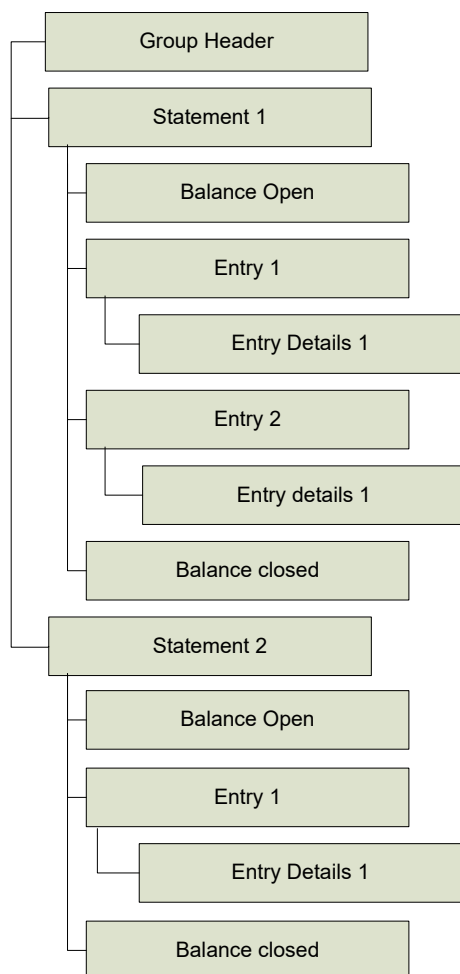 Group Header
Statement 1
Balance Open
Entry 1
Entry Details 1
Entry 2
Entry details 1
Balance closed
Statement 2
Balance Open
Entry 1
Entry Details 1
Balance closed